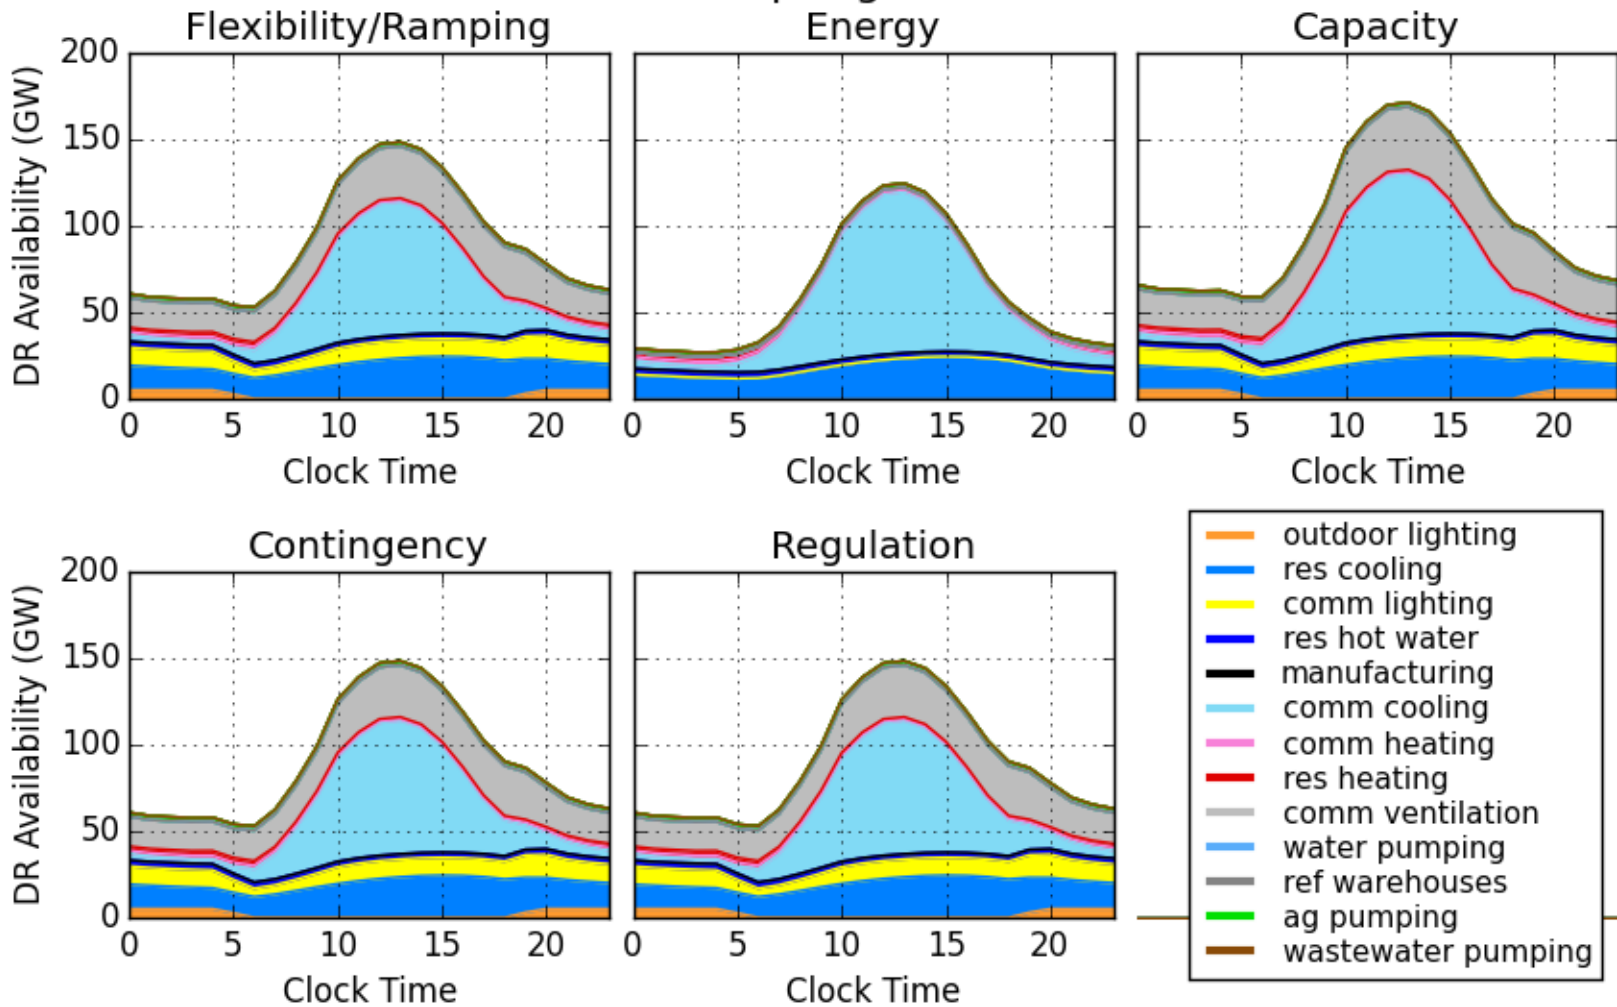 Flexibility/Ramping Energy Capacity
DR Availability (GW)
200
150
100
50
0
0 5 10 15 20 0 5 10 15 20 0 5 10 15 20
Clock Time Clock Time Clock Time
Contingency Regulation
DR Availability (GW)
200
150
100
50
0
0 5 10 15 20 0 5 10 15 20
Clock Time Clock Time
outdoor lighting
res cooling
comm lighting
res hot water
manufacturing
comm cooling
comm heating
res heating
comm ventilation
water pumping
ref warehouses
ag pumping
wastewater pumping